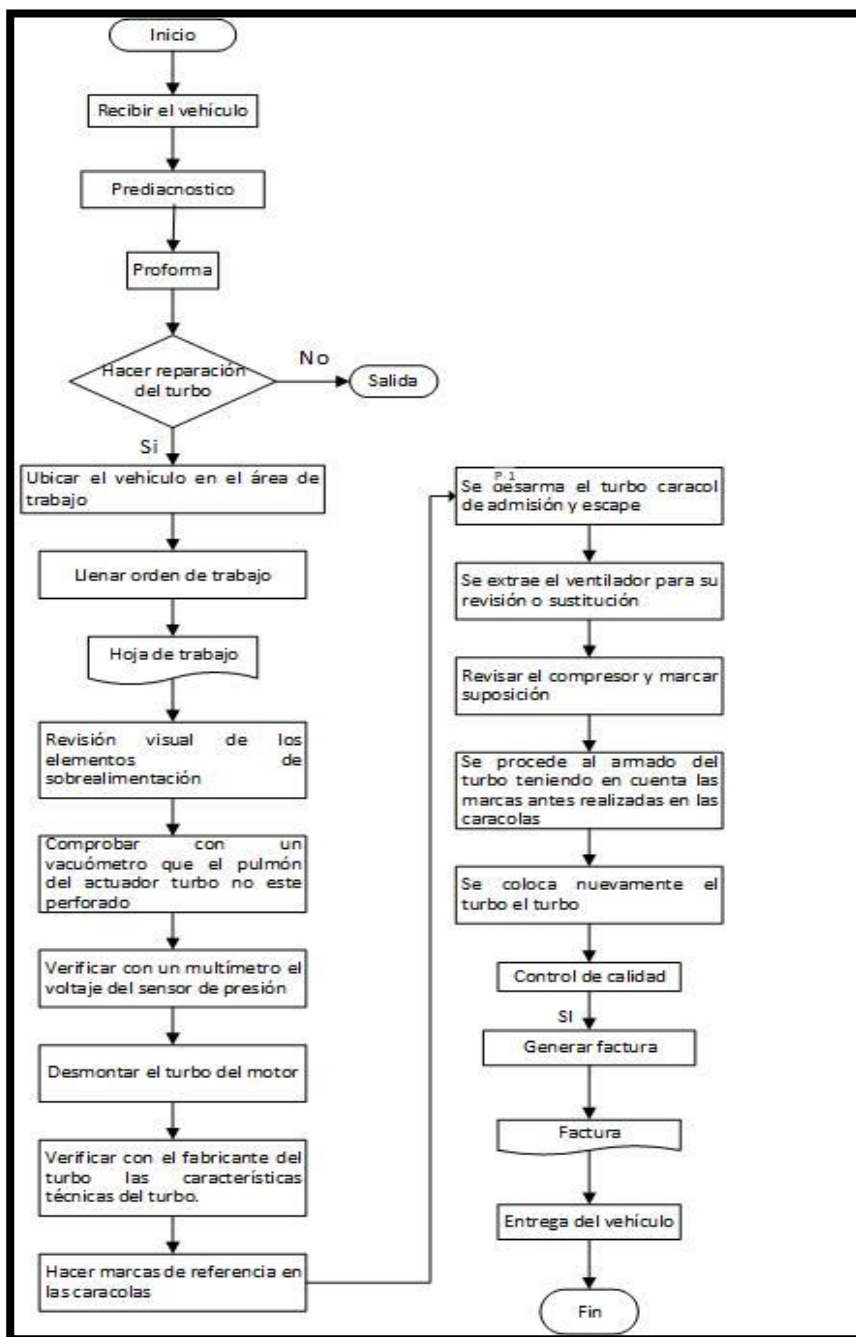 Inicio
Recibir el vehículo
Prediacnostico
Proforma
Hacer reparación
del turbo
No
Salida
Si
Ubicar el vehículo en el área de
trabajo
Llenar orden de trabajo
Hoja de trabajo
Revisión visual de los
elementos de
sobrealimentación
Comprobar con un
vacuómetro que el pulmón
del actuador turbo no este
perforado
Verificar con un multímetro el
voltaje del sensor de presión
Desmontar el turbo del motor
Verificar con el fabricante del
turbo las características
técnicas del turbo.
Hacer marcas de referencia en
las caracolas
P-1
Se desarma el turbo caracol
de admisión y escape
Se extrae el ventilador para su
revisión o sustitución
Revisar el compresor y marcar
suposición
Se procede al armado del
turbo teniendo en cuenta las
marcas antes realizadas en las
caracolas
Se coloca nuevamente el
turbo el turbo
Control de calidad
SI
Generar factura
Factura
Entrega del vehículo
Fin